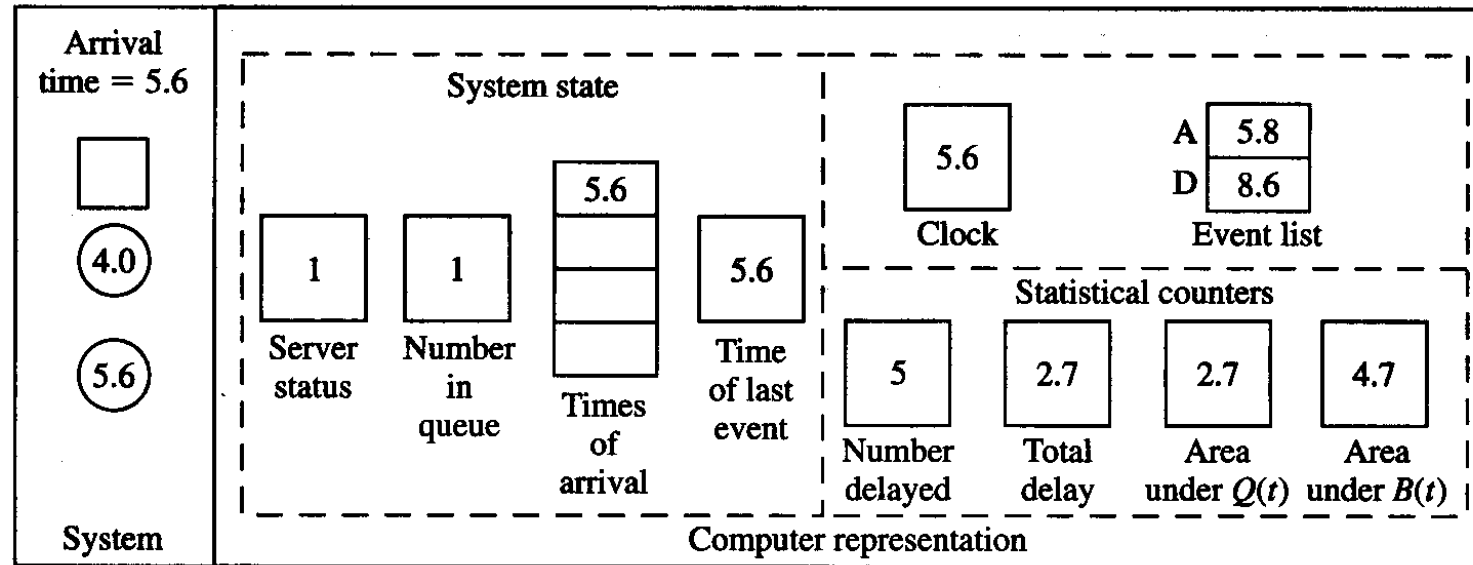 Arrival
time = 5.6
4.0
5.6
System
System state
1
Server
status
1
Number
in
queue
5.6
Times
of
arrival
5.6
Time
of last
event
5.6
Clock
A 5.8
D 8.6
Event list
Statistical counters
5
Number
delayed
2.7
Total
delay
2.7
Area
under Q(t)
4.7
Area
under B(t)
Computer representation